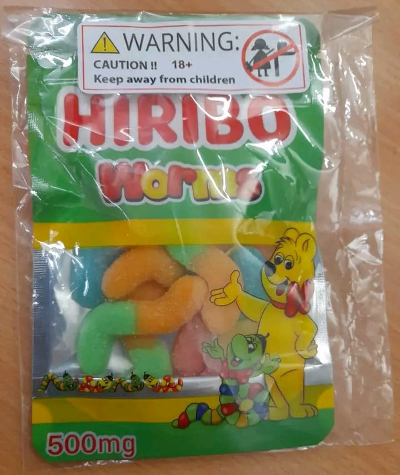 WARNING:
CAUTION !! 18+
Keep away from children
HIRIBO
Worms
500mg